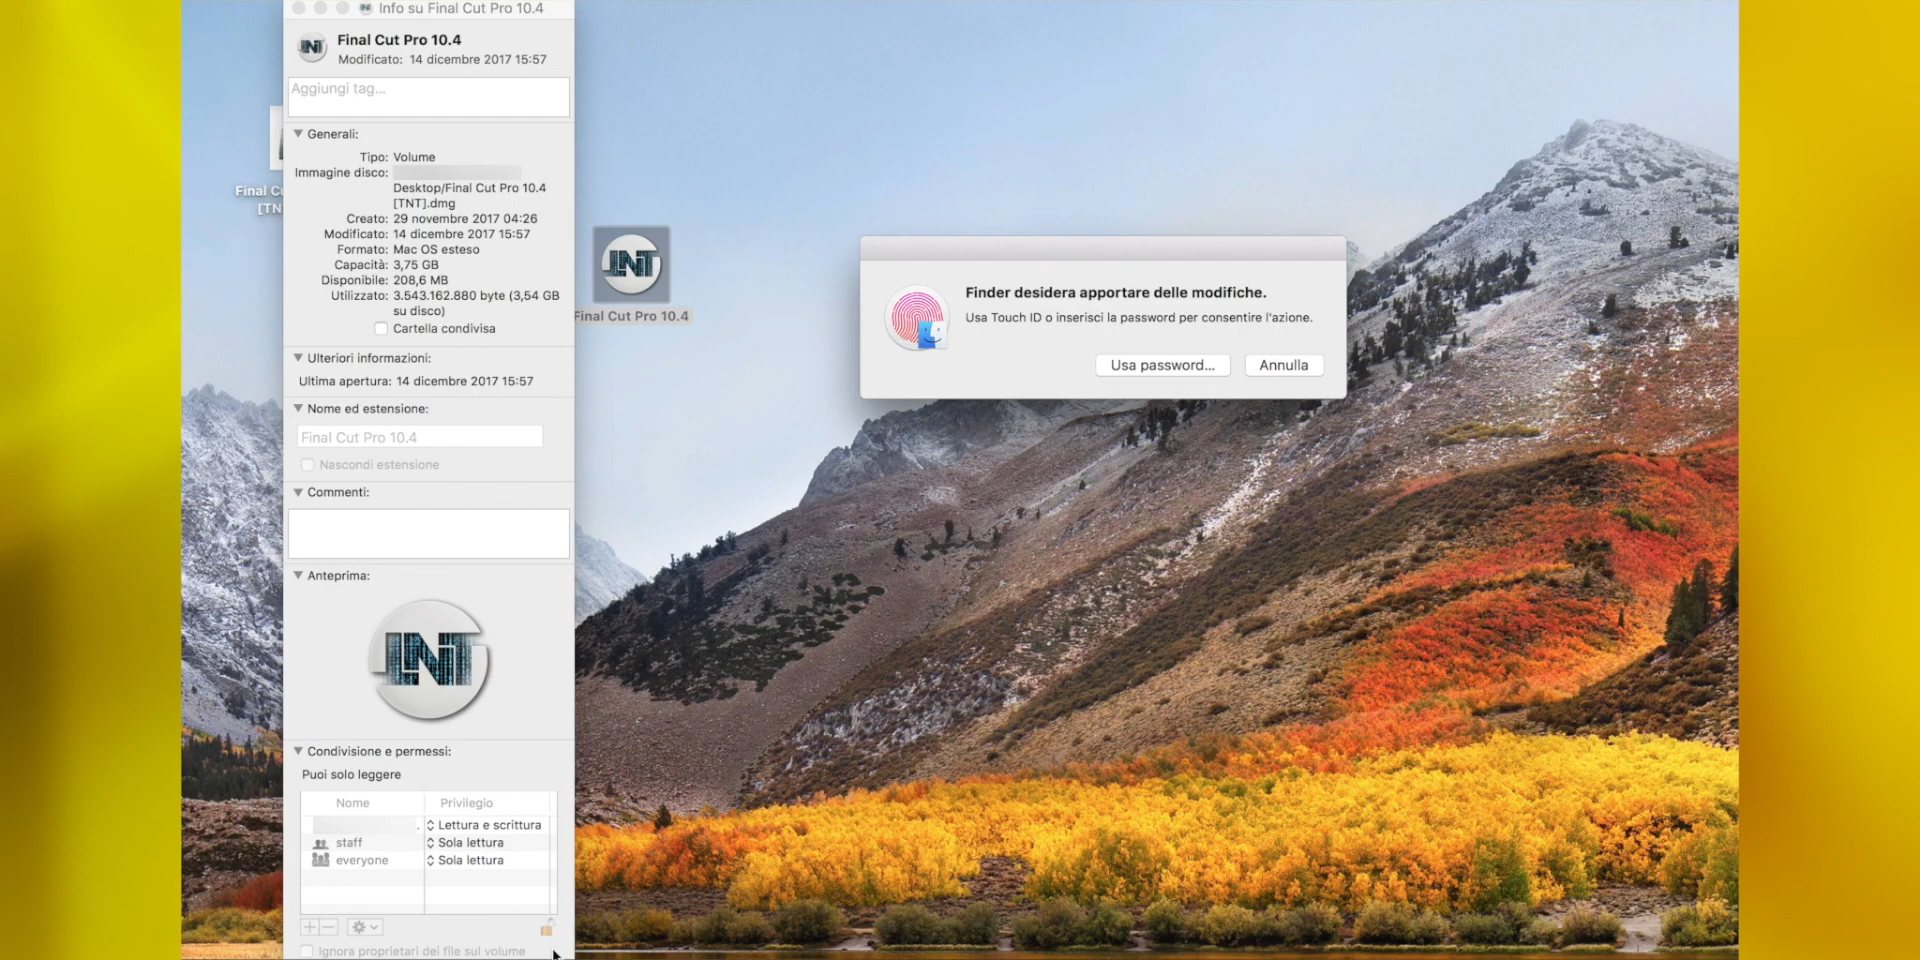 Info su Final Cut Pro 10.4
Final Cut Pro 10.4
Modificato: 14 dicembre 2017 15:57
Aggiungi tag...
Generali:
Tipo: Volume
Immagine disco:
Desktop/Final Cut Pro 10.4
[TNT].dmg
Creato: 29 novembre 2017 04:26
Modificato: 14 dicembre 2017 15:57
Formato: Mac OS esteso
Capacità: 3,75 GB
Disponibile: 208,6 MB
Utilizzato: 3.543.162.880 byte (3,54 GB
su disco)
Cartella condivisa
Ulteriori informazioni:
Ultima apertura: 14 dicembre 2017 15:57
Nome ed estensione:
Final Cut Pro 10.4
Nascondi estensione
Commenti:
Anteprima:
TNT
Condivisione e permessi:
Puoi solo leggere
Nome Privilegio
Lettura e scrittura
staff Sola lettura
everyone Sola lettura
Ignora proprietari dei file sul volume
Final
[TN
TNT
Final Cut Pro 10.4
Finder desidera apportare delle modifiche.
Usa Touch ID o inserisci la password per consentire l'azione.
Usa password... Annulla